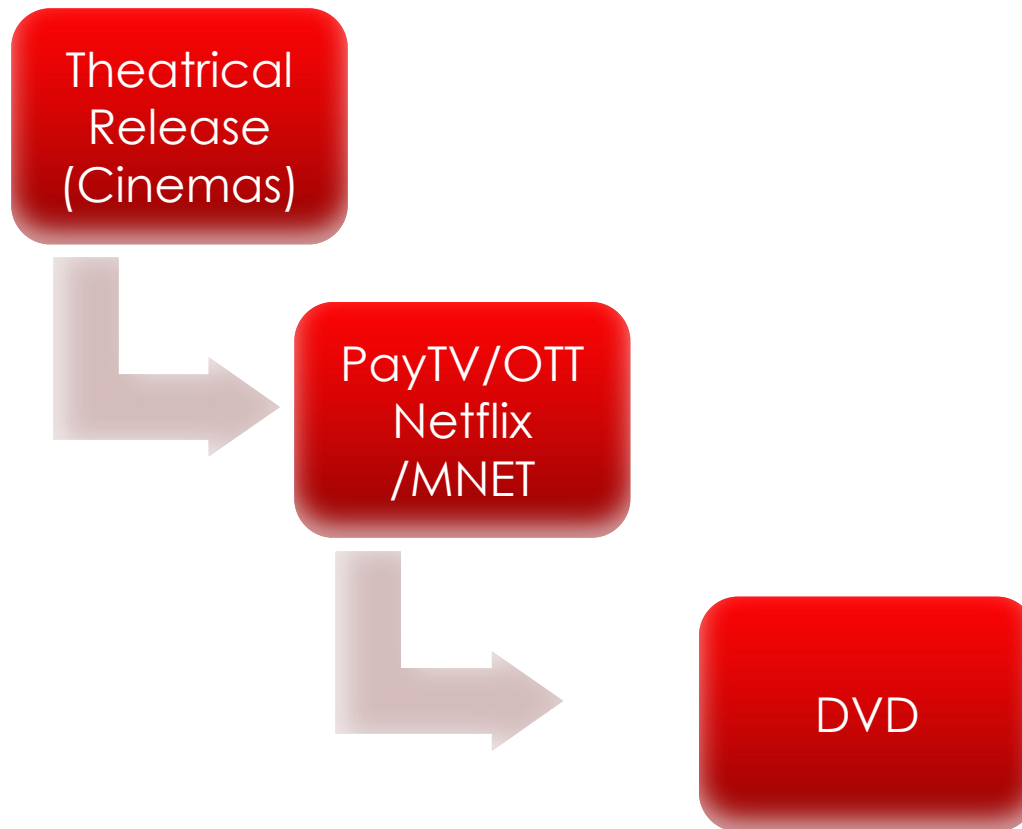 Theatrical
Release
(Cinemas)
PayTV/OTT
Netflix
/MNET
DVD